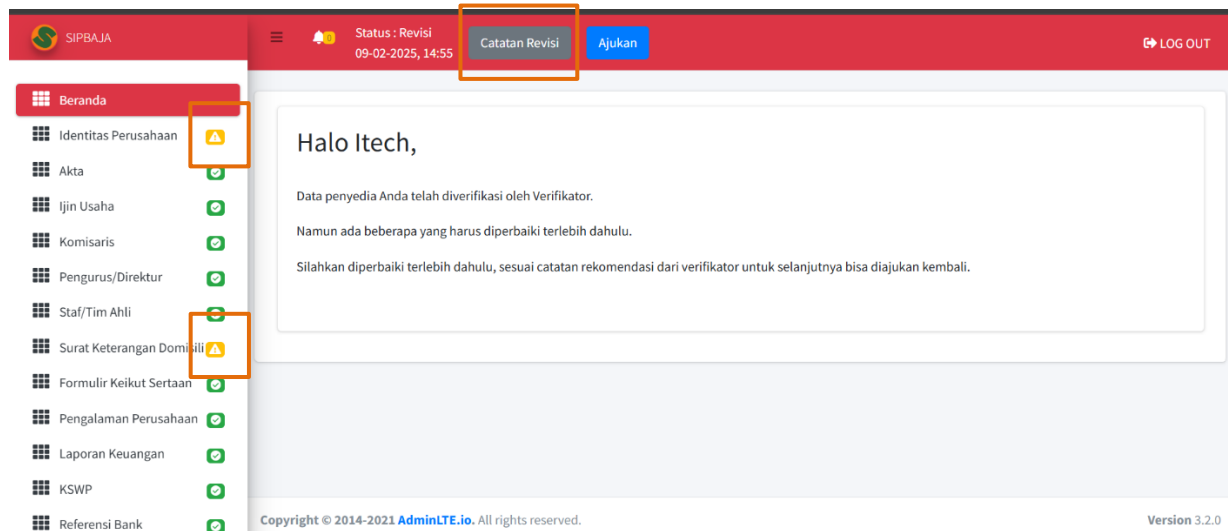 SIPBAJA
0
Status : Revisi
09-02-2025, 14:55
Catatan Revisi
Ajukan
LOG OUT
Beranda
Identitas Perusahaan
Akta
Ijin Usaha
Komisaris
Pengurus/Direktur
Staf/Tim Ahli
Surat Keterangan Domisili
Formulir Keikut Sertaan
Pengalaman Perusahaan
Laporan Keuangan
KSWP
Referensi Bank
Halo Itech,
Data penyedia Anda telah diverifikasi oleh Verifikator.
Namun ada beberapa yang harus diperbaiki terlebih dahulu.
Silahkan diperbaiki terlebih dahulu, sesuai catatan rekomendasi dari verifikator untuk selanjutnya bisa diajukan kembali.
Copyright © 2014-2021 AdminLTE.io. All rights reserved.
Version 3.2.0